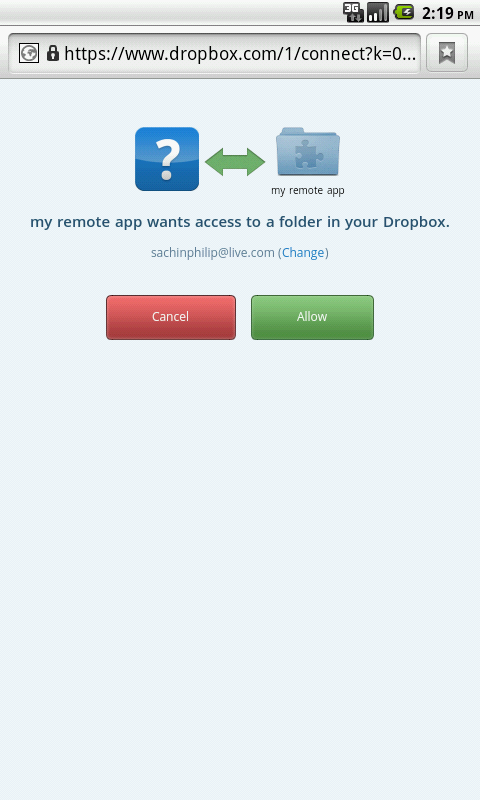 3G 2:19 PM
https://www.dropbox.com/1/connect?k=0...
?
my remote app
my remote app wants access to a folder in your Dropbox.
sachinphilip@live.com (Change)
Cancel Allow